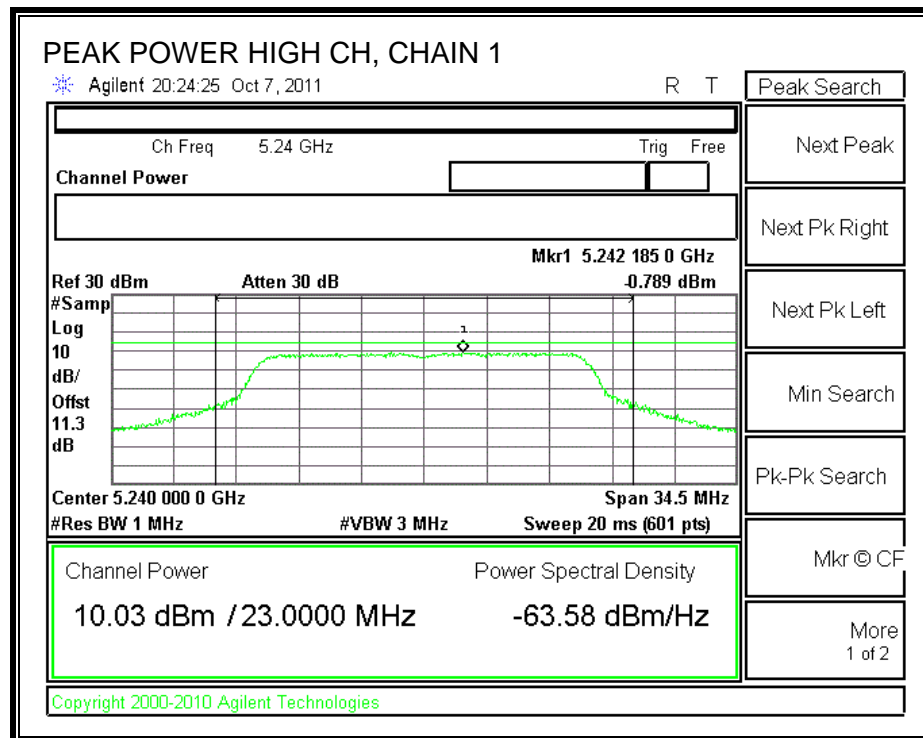 PEAK POWER HIGH CH, CHAIN 1
Agilent 20:24:25 Oct 7, 2011 R T
Peak Search
Ch Freq 5.24 GHz Trig Free
Channel Power
Mkr1 5.242 185 0 GHz
Ref 30 dBm Atten 30 dB -0.789 dBm
#Samp
Log
10
dB/
Offst
11.3
dB
1
Center 5.240 000 0 GHz Span 34.5 MHz
#Res BW 1 MHz #VBW 3 MHz Sweep 20 ms (601 pts)
Channel Power Power Spectral Density
10.03 dBm / 23.0000 MHz -63.58 dBm/Hz
Next Peak
Next Pk Right
Next Pk Left
Min Search
Pk-Pk Search
Mkr © CF
More
1 of 2
Copyright 2000-2010 Agilent Technologies